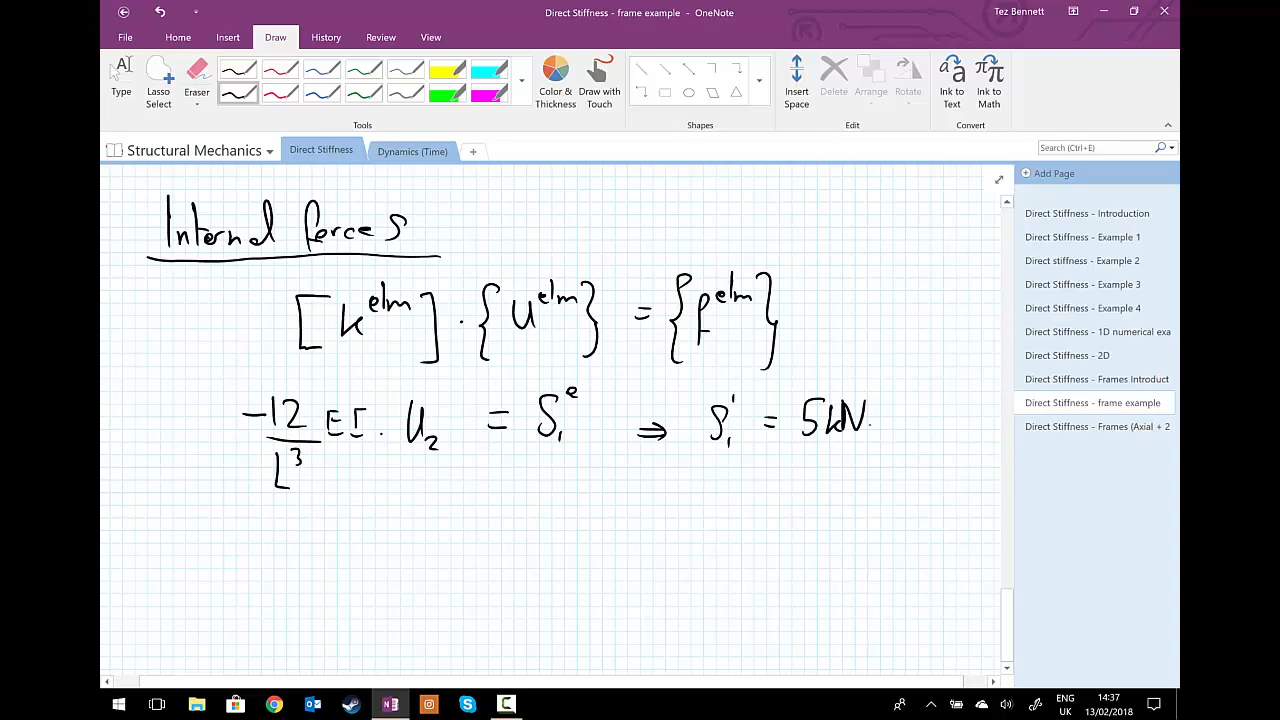 Direct Stiffness - frame example - OneNote
Tez Bennett
File Home Insert Draw History Review View
Type
Lasso Select
Eraser
Color & Thickness
Draw with Touch
Insert Space
Delete
Arrange
Rotate
Ink to Text
Ink to Math
Tools
Shapes
Edit
Convert
Structural Mechanics
Direct Stiffness
Dynamics (Time)
Search (Ctrl+E)
Add Page
Direct Stiffness - Introduction
Direct Stiffness - Example 1
Direct stiffness - Example 2
Direct Stiffness - Example 3
Direct Stiffness - Example 4
Direct Stiffness - 1D numerical exa
Direct Stiffness - 2D
Direct Stiffness - Frames Introduct
Direct Stiffness - frame example
Direct Stiffness - Frames (Axial + 2
Internal forces
[k^elm] · {U^elm} = {f^elm}
-12/L^3 EI. U_2 = S_1^e ⇒ S_1^1 = 5kN.
ENG
UK
14:37
13/02/2018